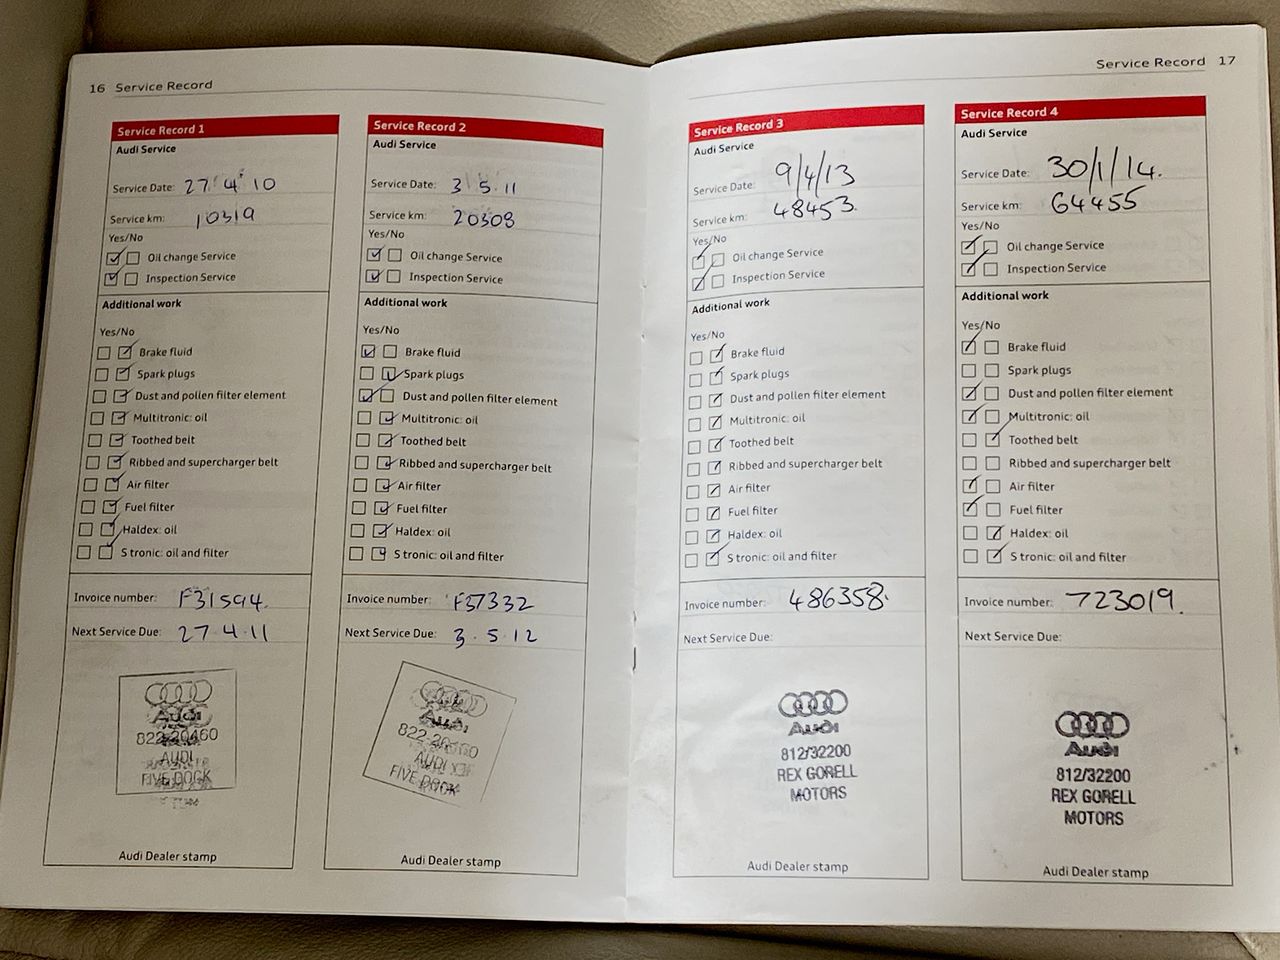 16 Service Record
Service Record 1
Audi Service
Service Date: 27 4 10
Service km: 10319
Yes/No
Oil change Service
Inspection Service
Additional work
Yes/No
Brake fluid
Spark plugs
Dust and pollen filter element
Multitronic: oil
Toothed belt
Ribbed and supercharger belt
Air filter
Fuel filter
Haldex: oil
S tronic: oil and filter
Invoice number: F31594.
Next Service Due: 27.4.11
Audi
822-20460
AUDI
FIVE DOCK
Audi Dealer stamp
Service Record 2
Audi Service
Service Date: 3 5.11
Service km: 20308
Yes/No
Oil change Service
Inspection Service
Additional work
Yes/No
Brake fluid
Spark plugs
Dust and pollen filter element
Multitronic: oil
Toothed belt
Ribbed and supercharger belt
Air filter
Fuel filter
Haldex: oil
S tronic: oil and filter
Invoice number: F37332
Next Service Due: 3.5.12
Audi
822-20460
AUDI
FIVE DOCK
Audi Dealer stamp
Service Record 17
Service Record 3
Audi Service
Service Date: 9/4/13
Service km: 48453.
Yes/No
Oil change Service
Inspection Service
Additional work
Yes/No
Brake fluid
Spark plugs
Dust and pollen filter element
Multitronic: oil
Toothed belt
Ribbed and supercharger belt
Air filter
Fuel filter
Haldex: oil
S tronic: oil and filter
Invoice number: 486358.
Next Service Due:
Audi
812/32200
REX GORELL
MOTORS
Audi Dealer stamp
Service Record 4
Audi Service
Service Date: 30/1/14.
Service km: 64455
Yes/No
Oil change Service
Inspection Service
Additional work
Yes/No
Brake fluid
Spark plugs
Dust and pollen filter element
Multitronic: oil
Toothed belt
Ribbed and supercharger belt
Air filter
Fuel filter
Haldex: oil
S tronic: oil and filter
Invoice number: 723019.
Next Service Due:
Audi
812/32200
REX GORELL
MOTORS
Audi Dealer stamp